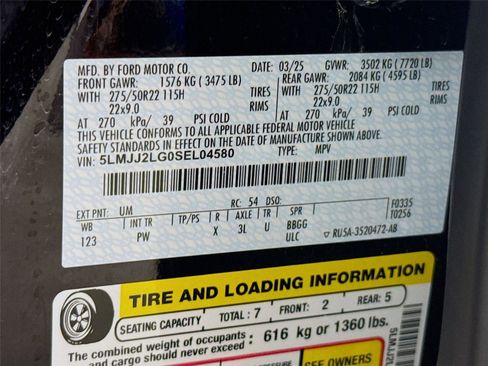 MFD. BY FORD MOTOR CO. 03/25 GVWR: 3502 KG ( 7720 LB)
FRONT GAWR: 1576 KG ( 3475 LB) REAR GAWR: 2084 KG ( 4595 LB)
WITH 275/50R22 115H TIRES WITH 275/50R22 115H TIRES
22x9.0 RIMS 22x9.0 RIMS
AT 270 kPa/ 39 PSI COLD AT 270 kPa/ 39 PSI COLD
THIS VEHICLE CONFORMS TO ALL APPLICABLE FEDERAL MOTOR VEHICLE
SAFETY STANDARDS IN EFFECT ON THE DATE OF MANUFACTURE SHOWN ABOVE.
VIN: 5LMJJ2LG0SEL04580 TYPE: MPV
F0335
T0256
EXT PNT: UM RC: 54 DSO:
WB INT TR TP/PS R AXLE TR SPR
123 PW X 3L U BBGG
ULC ▽ RU5A-3520472-AB
TIRE AND LOADING INFORMATION
SEATING CAPACITY TOTAL: 7 FRONT: 2 REAR: 5
The combined weight of occupants
and cargo should never exceed: 616 kg or 1360 lbs.
SEE OWNERS
5LMJJ2L